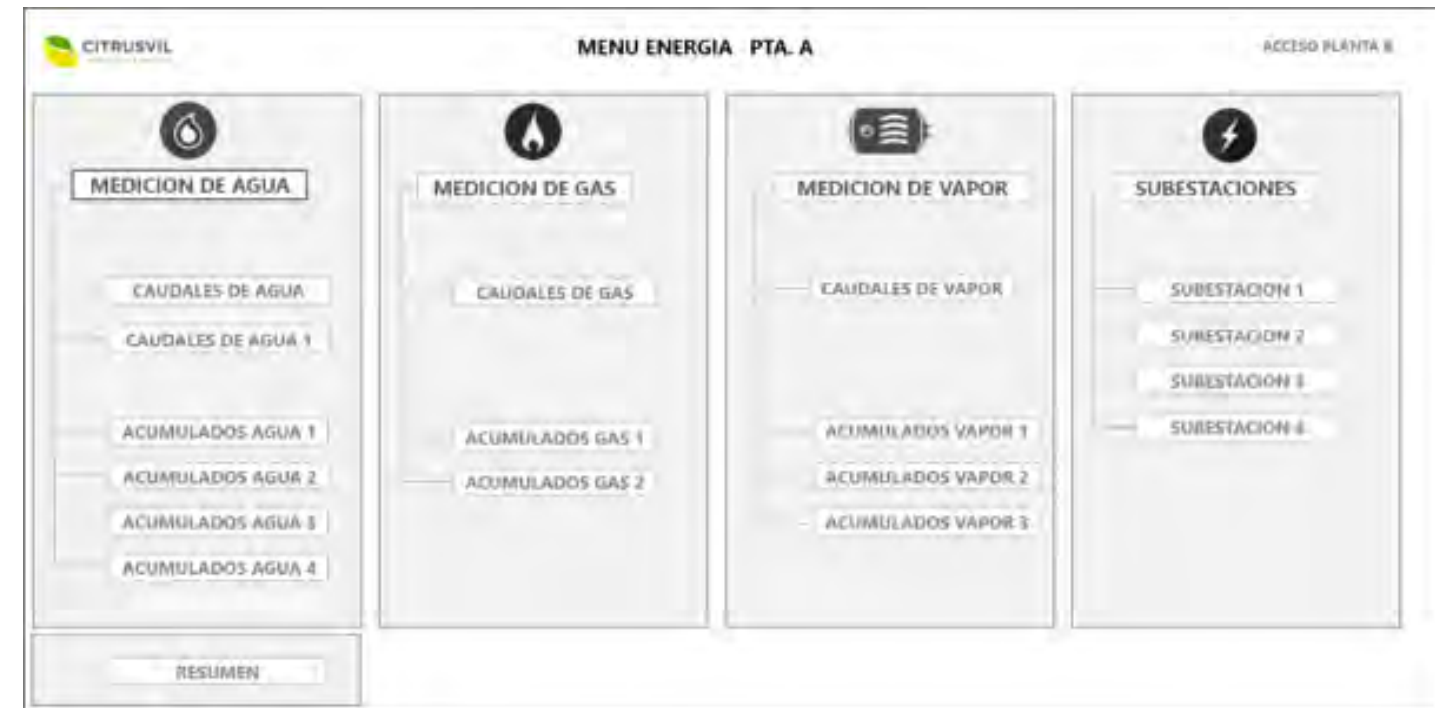 CITRUSVIL
MENU ENERGIA PTA. A
ACCESO PLANTA B
MEDICION DE AGUA
CAUDALES DE AGUA
CAUDALES DE AGUA 1
ACUMULADOS AGUA 1
ACUMULADOS AGUA 2
ACUMULADOS AGUA 3
ACUMULADOS AGUA 4
RESUMEN
MEDICION DE GAS
CAUDALES DE GAS
ACUMULADOS GAS 1
ACUMULADOS GAS 2
MEDICION DE VAPOR
CAUDALES DE VAPOR
ACUMULADOS VAPOR 1
ACUMULADOS VAPOR 2
ACUMULADOS VAPOR 3
SUBESTACIONES
SUBESTACION 1
SUBESTACION 2
SUBESTACION 3
SUBESTACION 4